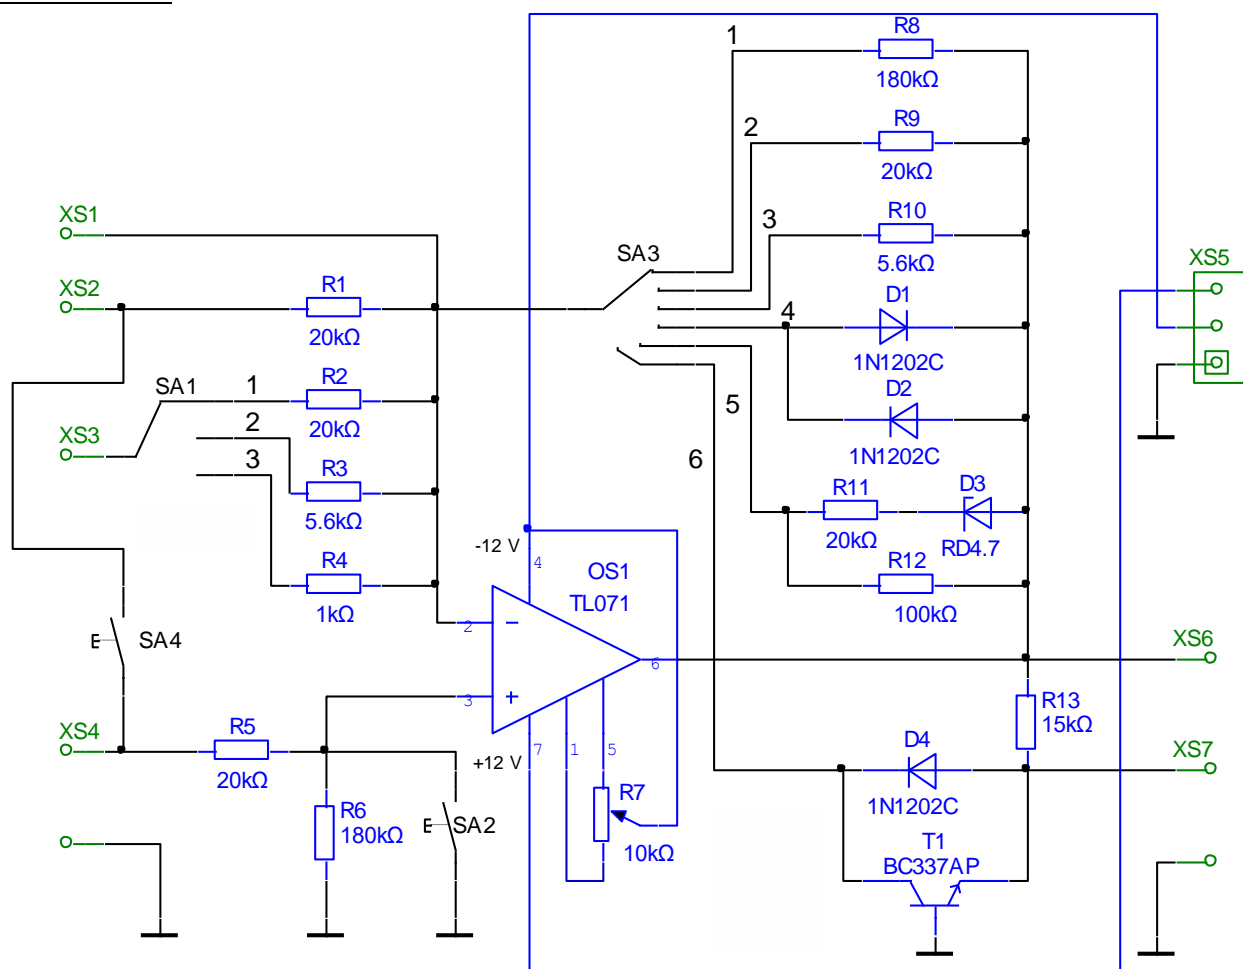 1
R8
180kΩ
2
R9
20kΩ
XS1
3
R10
5.6kΩ
SA3
XS5
XS2
R1
20kΩ
4
D1
1N1202C
SA1
1
R2
20kΩ
D2
1N1202C
5
2
XS3
3
R3
5.6kΩ
6
R11
20kΩ
D3
RD4.7
-12 V
4
OS1
TL071
R4
1kΩ
R12
100kΩ
2
−
SA4
6
XS6
3
+
R13
15kΩ
XS4
R5
20kΩ
+12 V
7
1
5
D4
1N1202C
XS7
R6
180kΩ
SA2
R7
10kΩ
T1
BC337AP